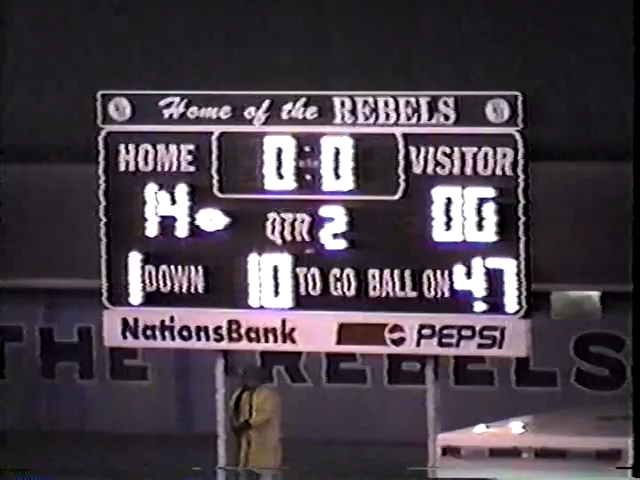 Home of the REBELS
HOME 0:0 VISITOR
14 QTR 2 00
1 DOWN 10 TO GO BALL ON 47
NationsBank PEPSI
THE REBELS